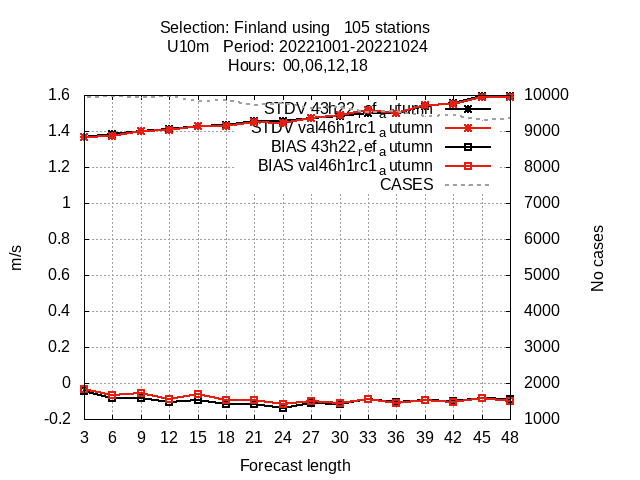 Selection: Finland using 105 stations
U10m Period: 20221001-20221024
Hours: 00,06,12,18
1.6
1.4
1.2
1
0.8
0.6
0.4
0.2
0
-0.2
m/s
STDV 43h22_ref_autumn
STDV val46h1rc1_autumn
BIAS 43h22_ref_autumn
BIAS val46h1rc1_autumn
CASES
10000
9000
8000
7000
6000
5000
4000
3000
2000
1000
No cases
3 6 9 12 15 18 21 24 27 30 33 36 39 42 45 48
Forecast length